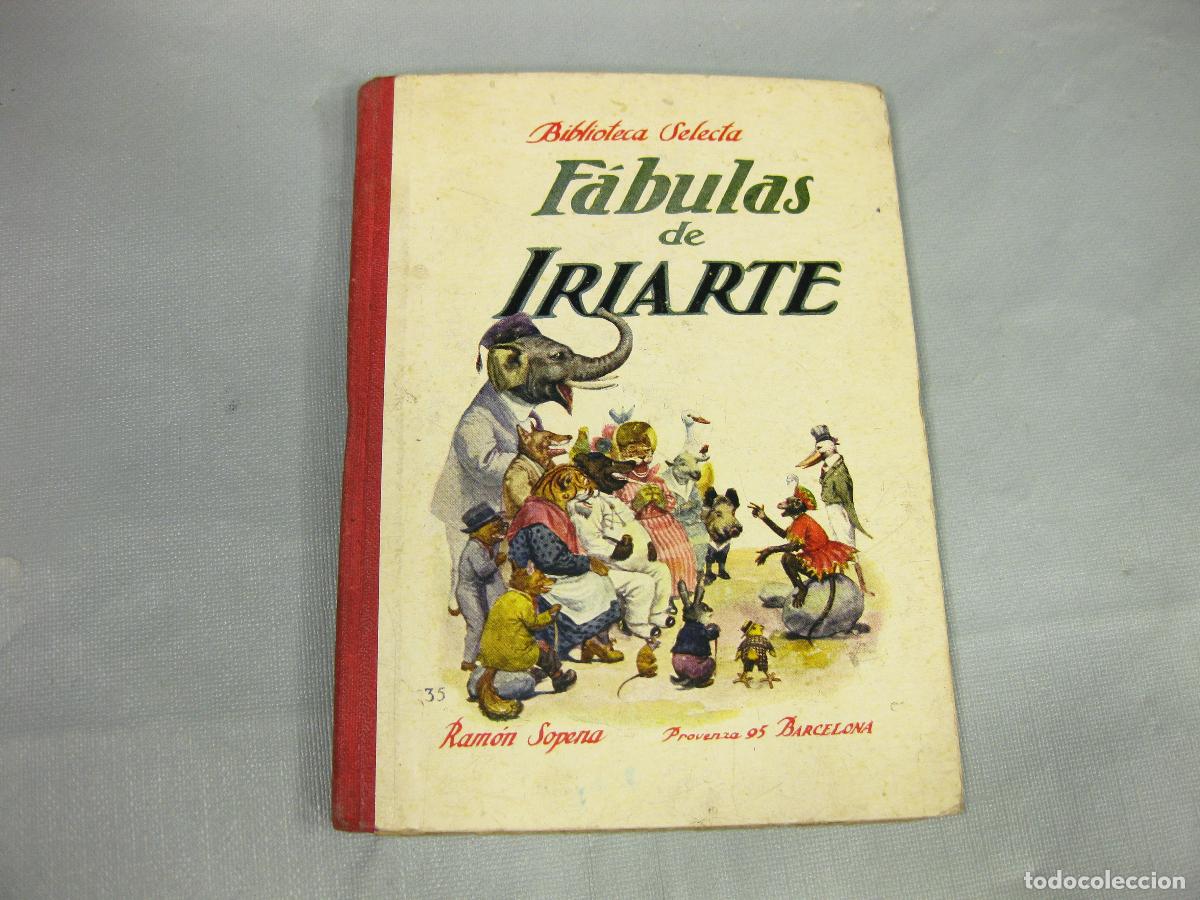 Biblioteca Selecta
Fábulas
de
IRIARTE
35
Ramón Sopena Provenza 95 BARCELONA
todocoleccion